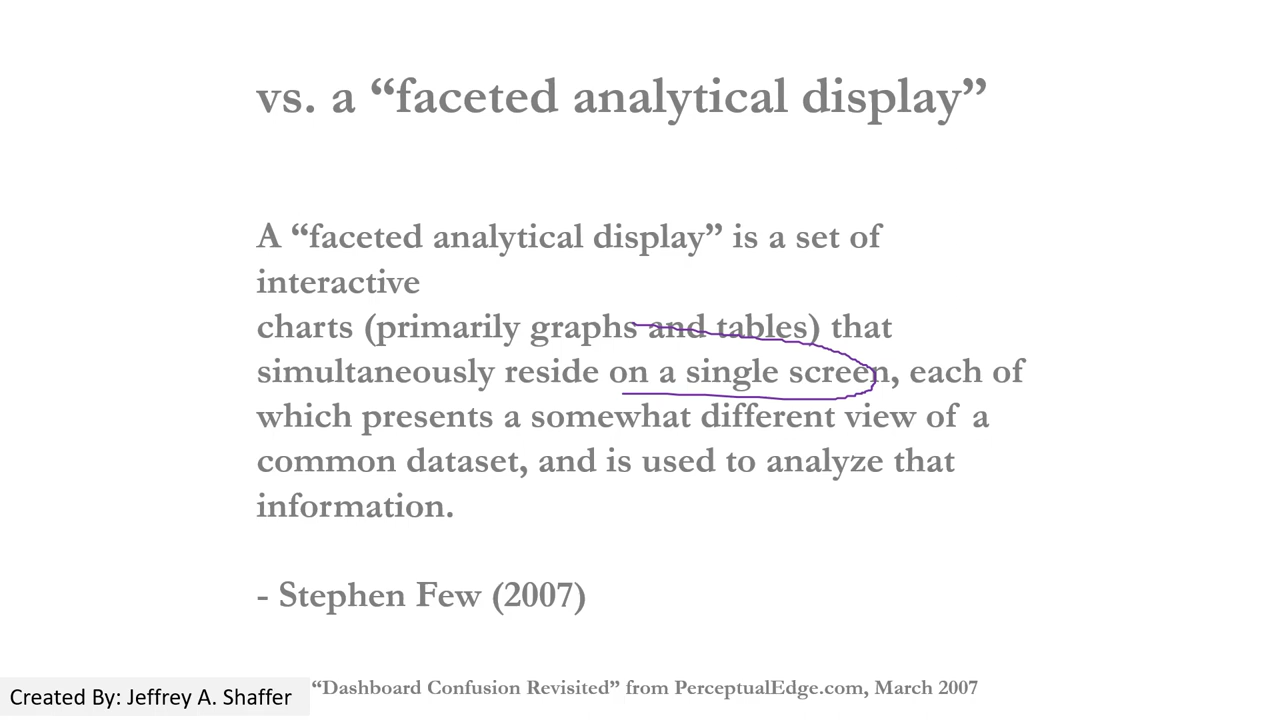 vs. a “faceted analytical display”
A “faceted analytical display” is a set of
interactive
charts (primarily graphs and tables) that
simultaneously reside on a single screen, each of
which presents a somewhat different view of a
common dataset, and is used to analyze that
information.
- Stephen Few (2007)
“Dashboard Confusion Revisited” from PerceptualEdge.com, March 2007
Created By: Jeffrey A. Shaffer